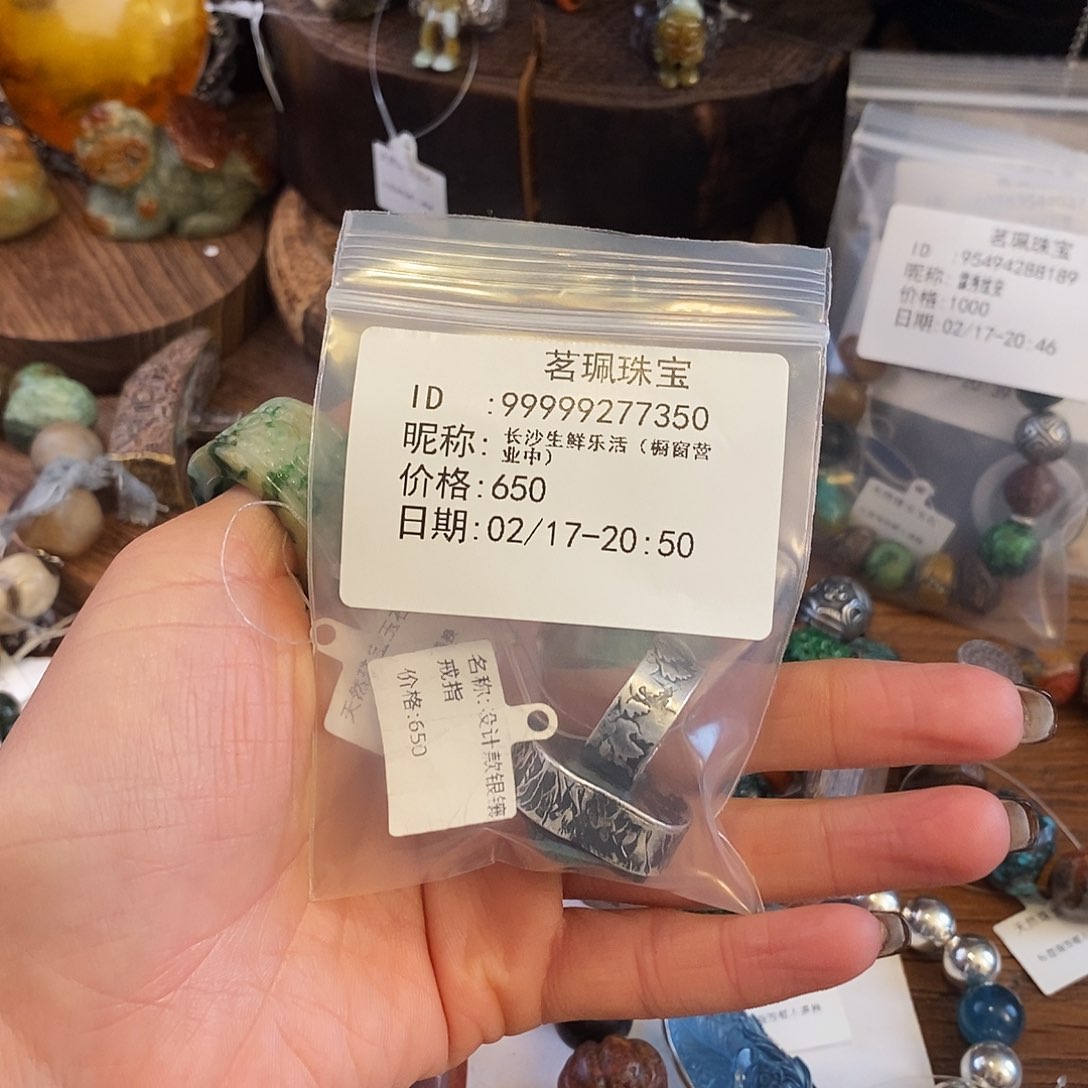 茗珮珠宝
ID :99999277350
昵称: 长沙生鲜乐活（橱窗营
业中）
价格:650
日期:02/17-20:50
名称:设计款银镶
戒指
价格:650
茗珮珠宝
ID :95494288189
昵称:
价格:1000
日期:02/17-20:46